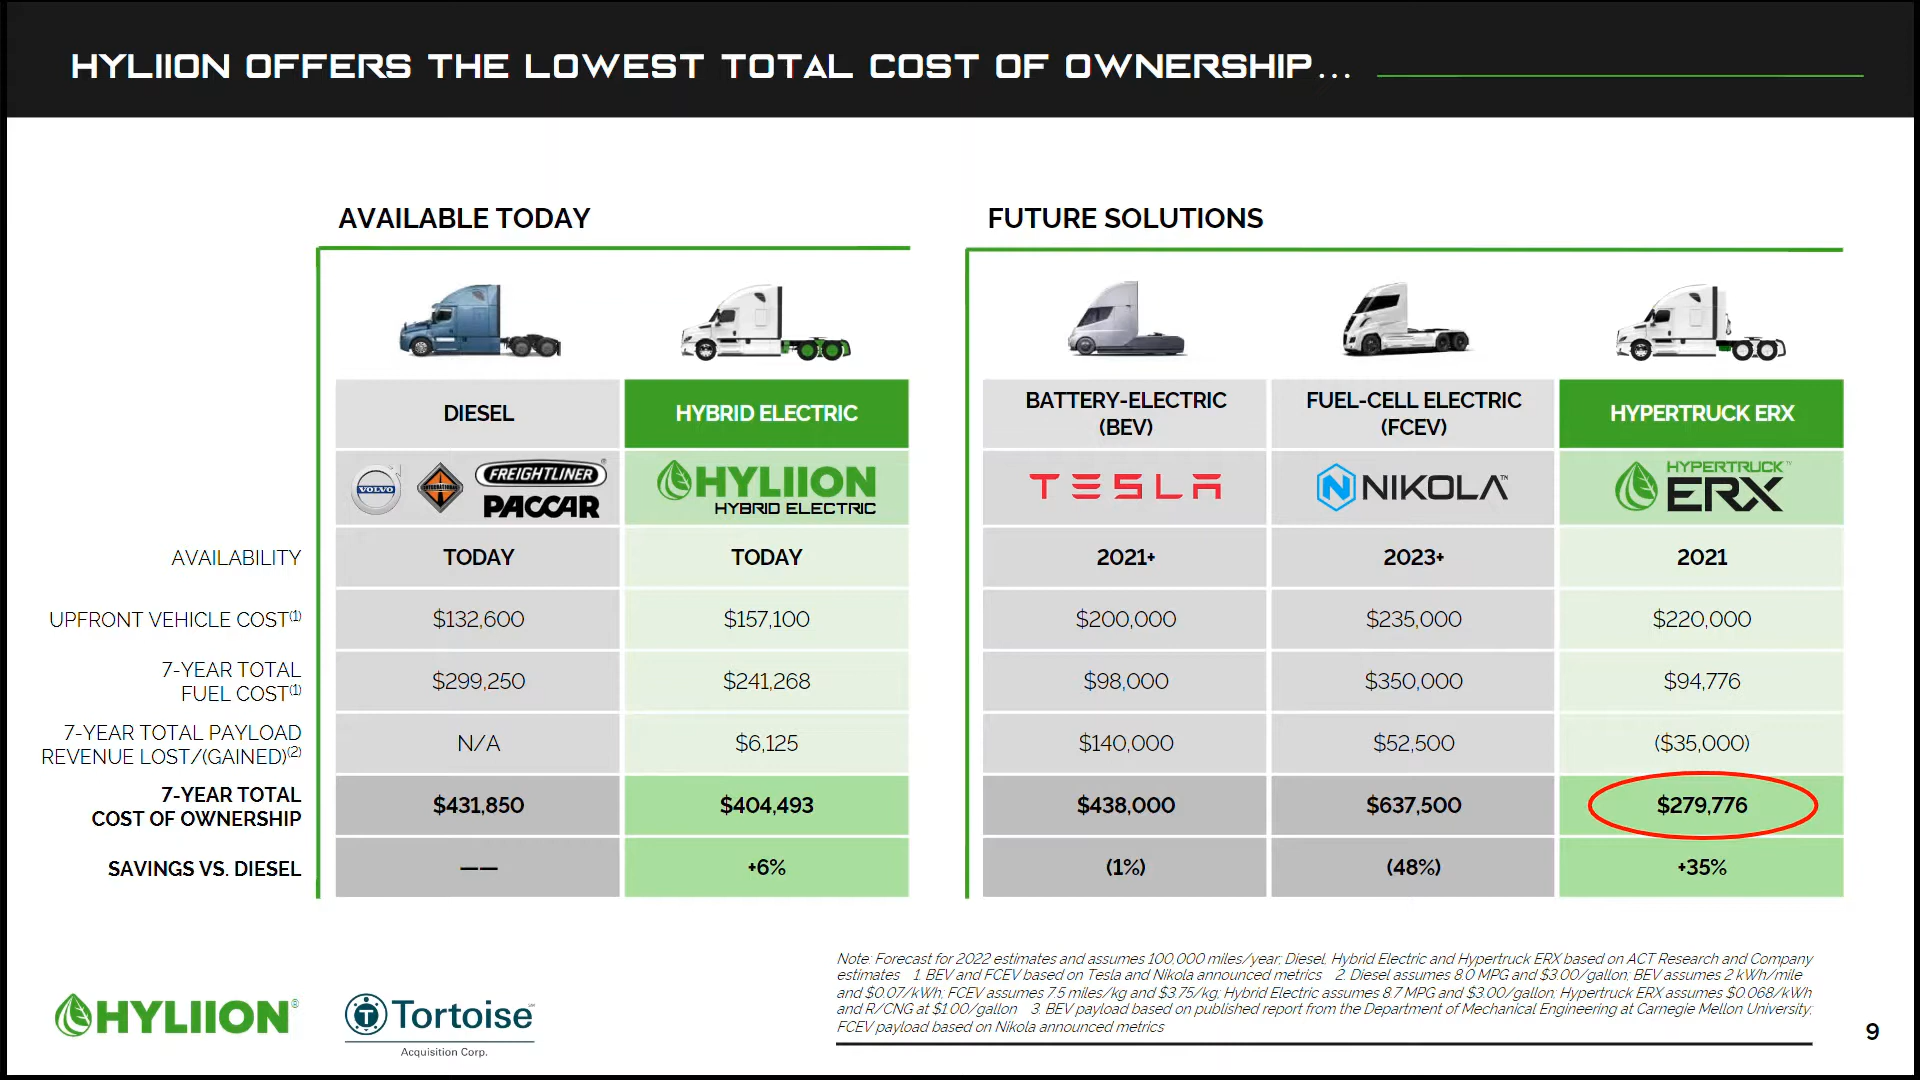 HYLIION OFFERS THE LOWEST TOTAL COST OF OWNERSHIP...
AVAILABLE TODAY
FUTURE SOLUTIONS
DIESEL
HYBRID ELECTRIC
BATTERY-ELECTRIC
(BEV)
FUEL-CELL ELECTRIC
(FCEV)
HYPERTRUCK ERX
VOLVO
INTERNATIONAL
FREIGHTLINER®
PACCAR
HYLIION
HYBRID ELECTRIC
TESLA
NIKOLA™
HYPERTRUCK™
ERX
AVAILABILITY
TODAY
TODAY
2021+
2023+
2021
UPFRONT VEHICLE COST(1)
$132,600
$157,100
$200,000
$235,000
$220,000
7-YEAR TOTAL
FUEL COST(1)
$299,250
$241,268
$98,000
$350,000
$94,776
7-YEAR TOTAL PAYLOAD
REVENUE LOST/(GAINED)(2)
N/A
$6,125
$140,000
$52,500
($35,000)
7-YEAR TOTAL
COST OF OWNERSHIP
$431,850
$404,493
$438,000
$637,500
$279,776
SAVINGS VS. DIESEL
——
+6%
(1%)
(48%)
+35%
Note: Forecast for 2022 estimates and assumes 100,000 miles/year; Diesel, Hybrid Electric and Hypertruck ERX based on ACT Research and Company
estimates 1. BEV and FCEV based on Tesla and Nikola announced metrics 2. Diesel assumes 8.0 MPG and $3.00/gallon; BEV assumes 2 kWh/mile
and $0.07/kWh; FCEV assumes 7.5 miles/kg and $3.75/kg; Hybrid Electric assumes 8.7 MPG and $3.00/gallon; Hypertruck ERX assumes $0.068/kWh
and R/CNG at $1.00/gallon 3. BEV payload based on published report from the Department of Mechanical Engineering at Carnegie Mellon University;
FCEV payload based on Nikola announced metrics
HYLIION®
Tortoise℠
Acquisition Corp.
9